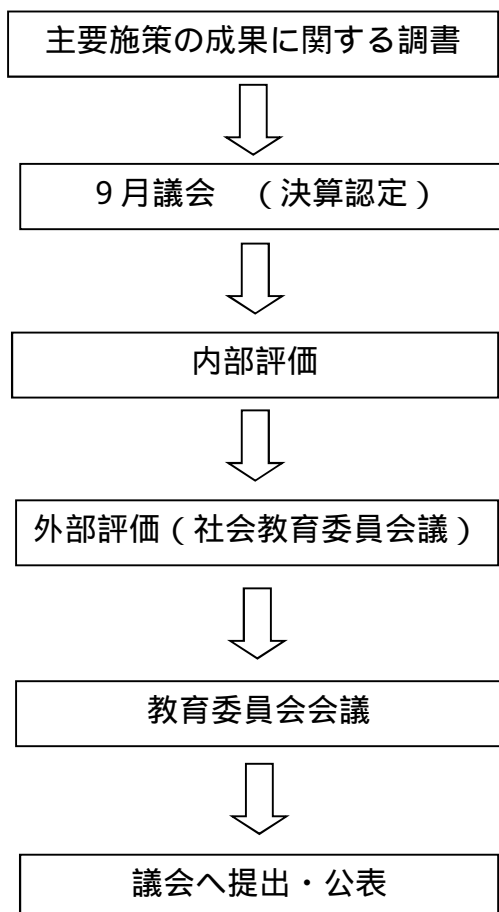 主要施策の成果に関する調書
９月議会　（決算認定）
内部評価
外部評価（社会教育委員会議）
教育委員会会議
議会へ提出・公表